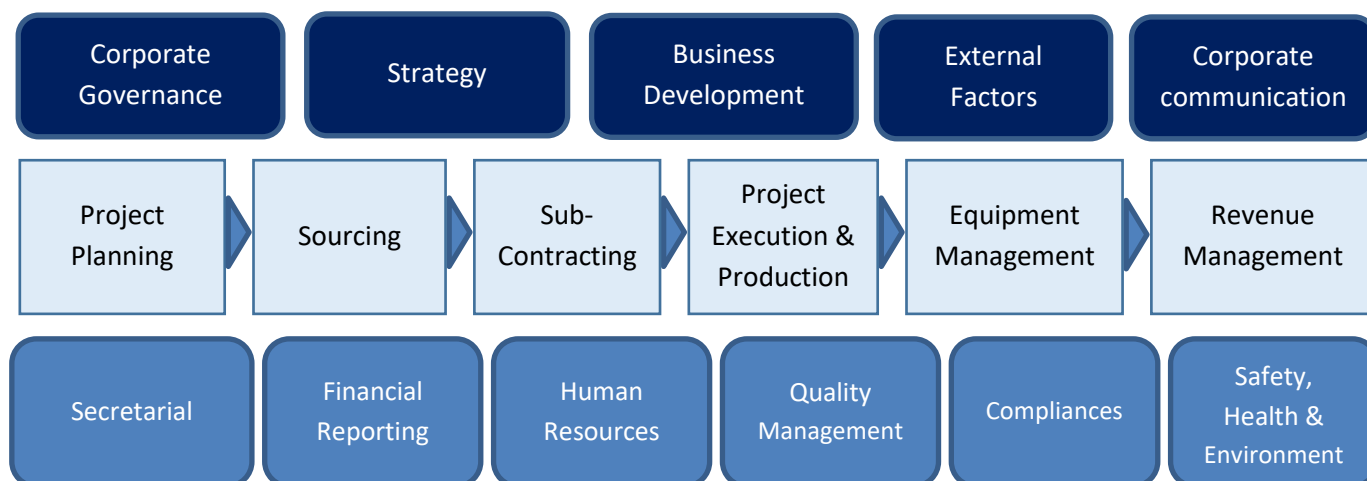 Corporate
Governance
Strategy
Business
Development
External
Factors
Corporate
communication
Project
Planning
Sourcing
Sub-
Contracting
Project
Execution &
Production
Equipment
Management
Revenue
Management
Secretarial
Financial
Reporting
Human
Resources
Quality
Management
Compliances
Safety,
Health &
Environment